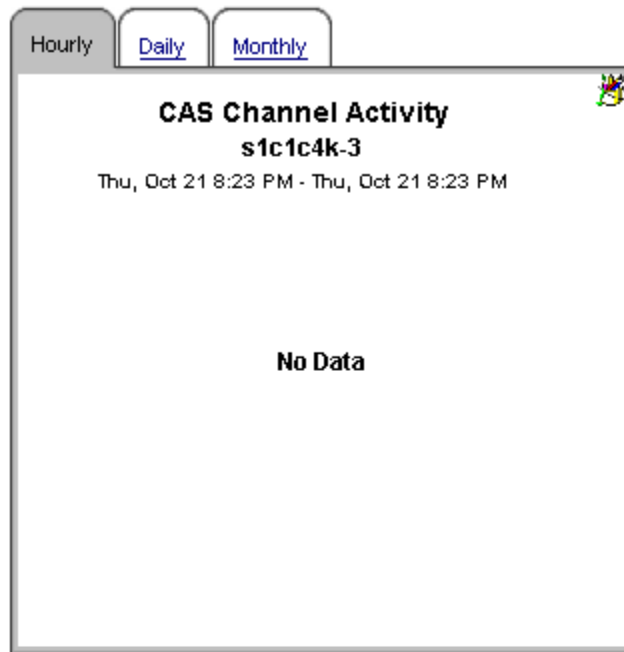 Hourly Daily Monthly
CAS Channel Activity
s1c1c4k-3
Thu, Oct 21 8:23 PM - Thu, Oct 21 8:23 PM
No Data